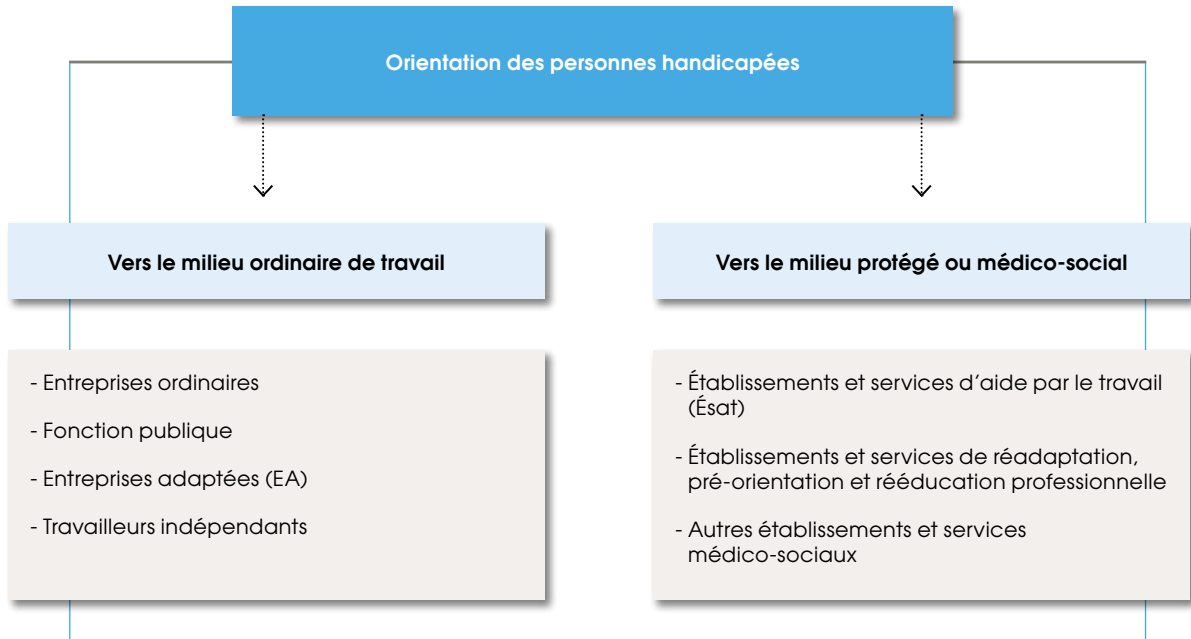 Orientation des personnes handicapées
Vers le milieu ordinaire de travail
- Entreprises ordinaires
- Fonction publique
- Entreprises adaptées (EA)
- Travailleurs indépendants
Vers le milieu protégé ou médico-social
- Établissements et services d’aide par le travail
(Ésat)
- Établissements et services de réadaptation,
pré-orientation et rééducation professionnelle
- Autres établissements et services
médico-sociaux